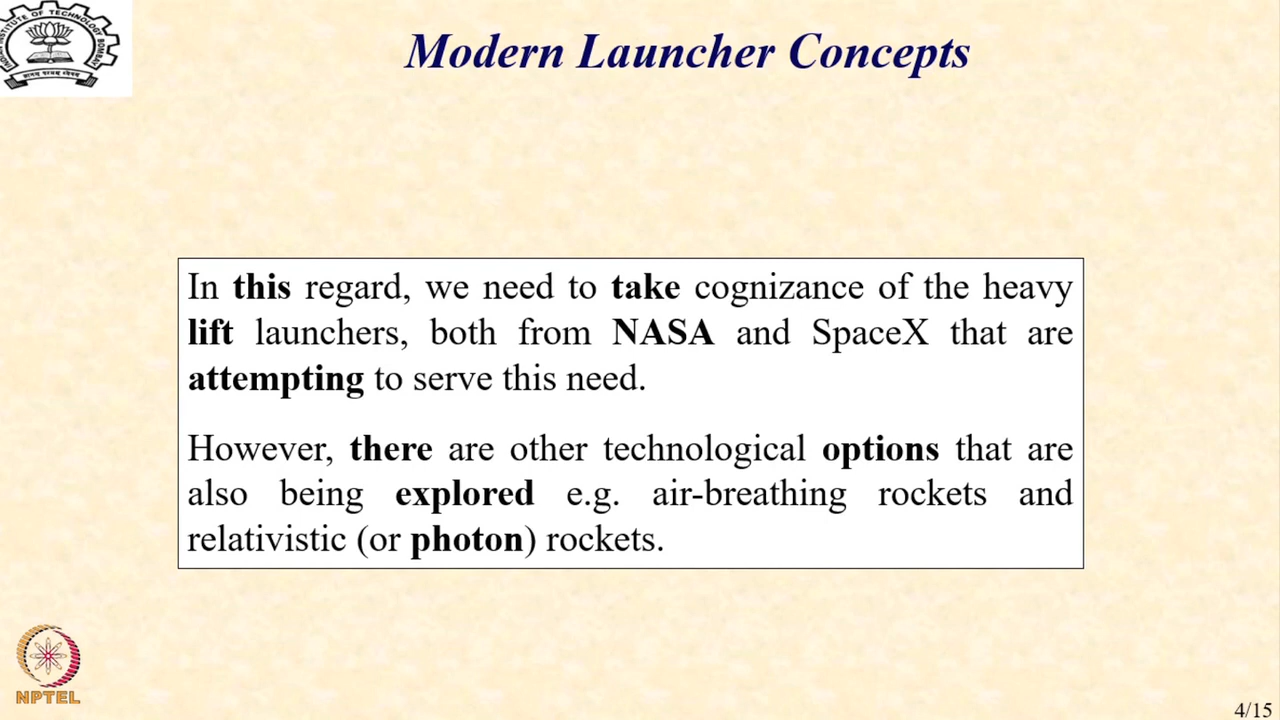 Modern Launcher Concepts
In this regard, we need to take cognizance of the heavy
lift launchers, both from NASA and SpaceX that are
attempting to serve this need.
However, there are other technological options that are
also being explored e.g. air-breathing rockets and
relativistic (or photon) rockets.
NPTEL
4/15